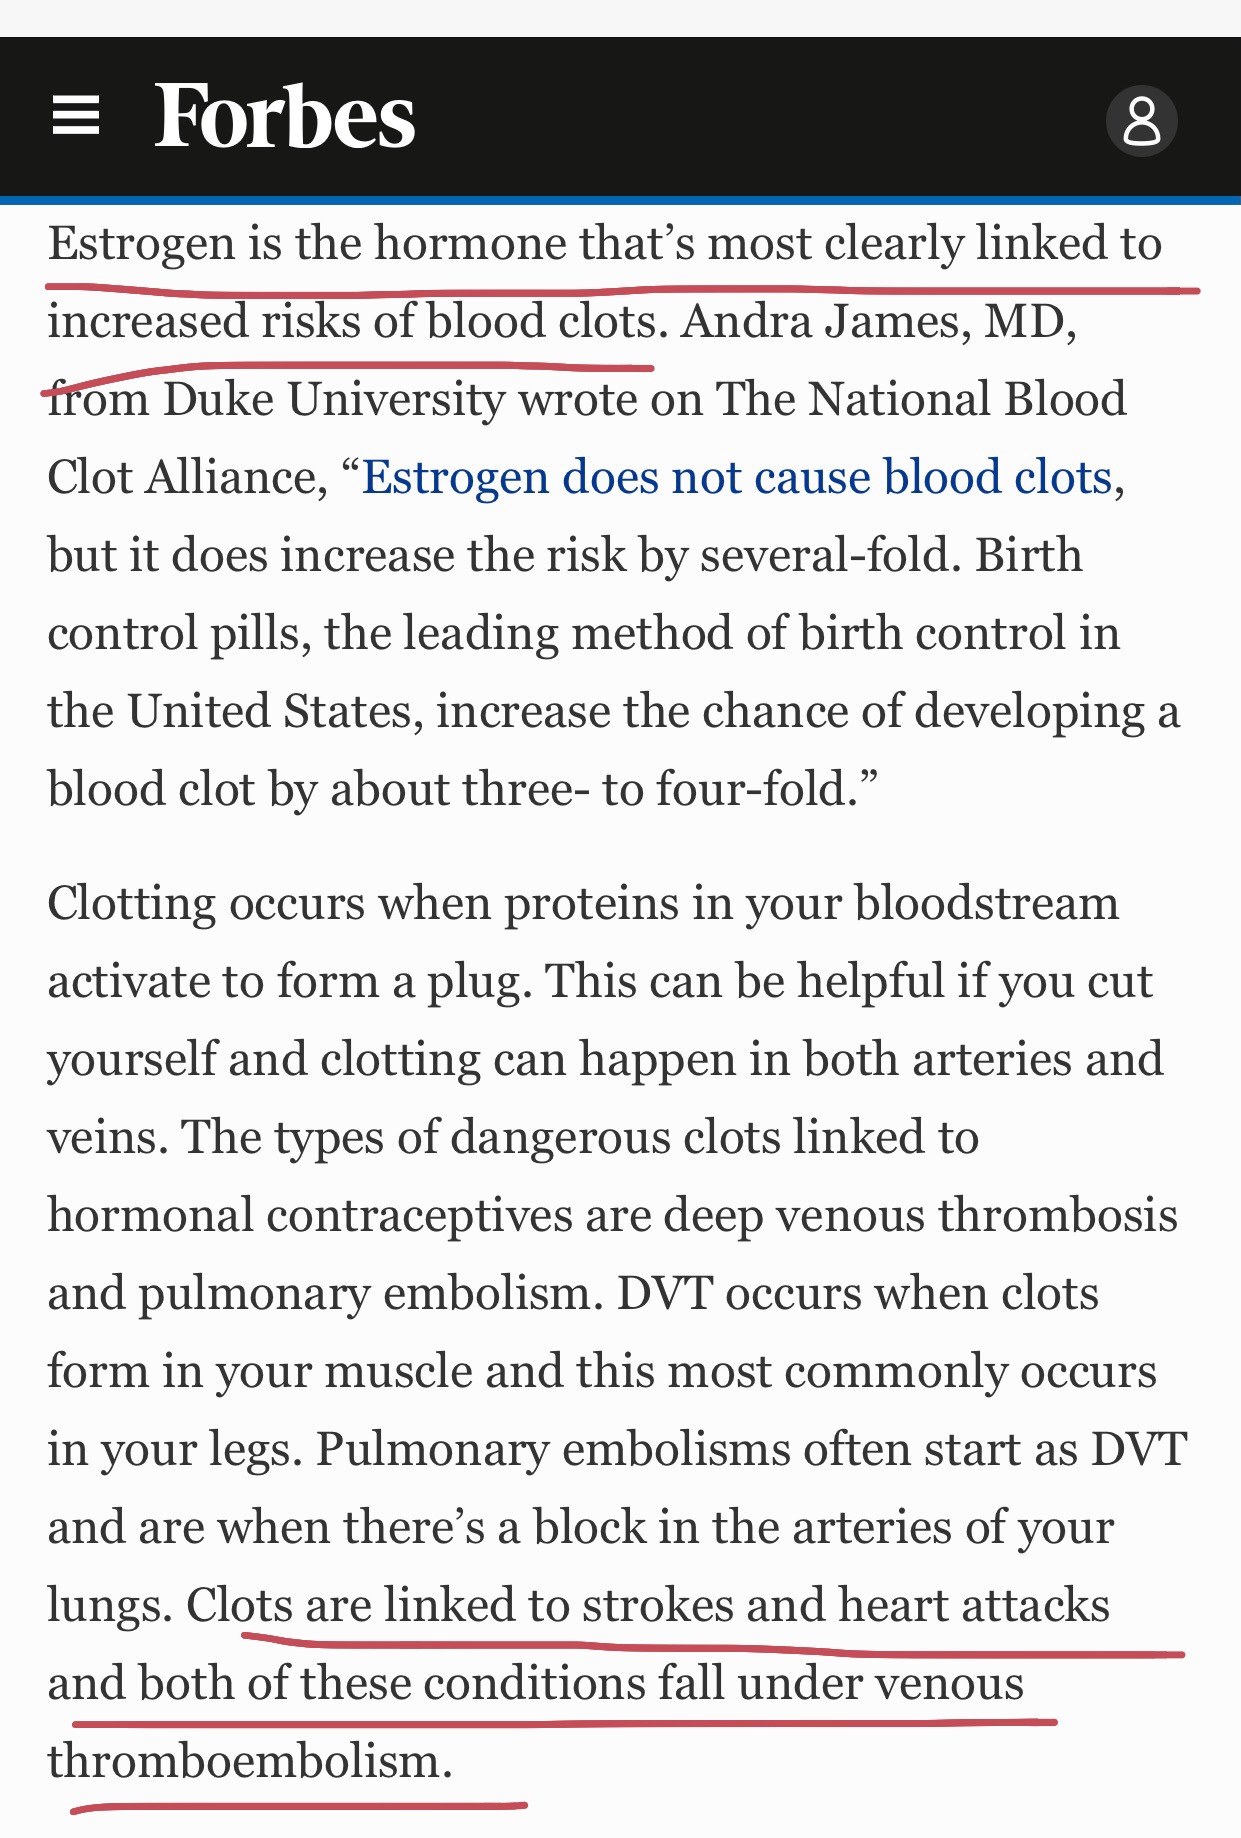 Forbes
Estrogen is the hormone that’s most clearly linked to
increased risks of blood clots. Andra James, MD,
from Duke University wrote on The National Blood
Clot Alliance, “Estrogen does not cause blood clots,
but it does increase the risk by several-fold. Birth
control pills, the leading method of birth control in
the United States, increase the chance of developing a
blood clot by about three- to four-fold.”
Clotting occurs when proteins in your bloodstream
activate to form a plug. This can be helpful if you cut
yourself and clotting can happen in both arteries and
veins. The types of dangerous clots linked to
hormonal contraceptives are deep venous thrombosis
and pulmonary embolism. DVT occurs when clots
form in your muscle and this most commonly occurs
in your legs. Pulmonary embolisms often start as DVT
and are when there’s a block in the arteries of your
lungs. Clots are linked to strokes and heart attacks
and both of these conditions fall under venous
thromboembolism.